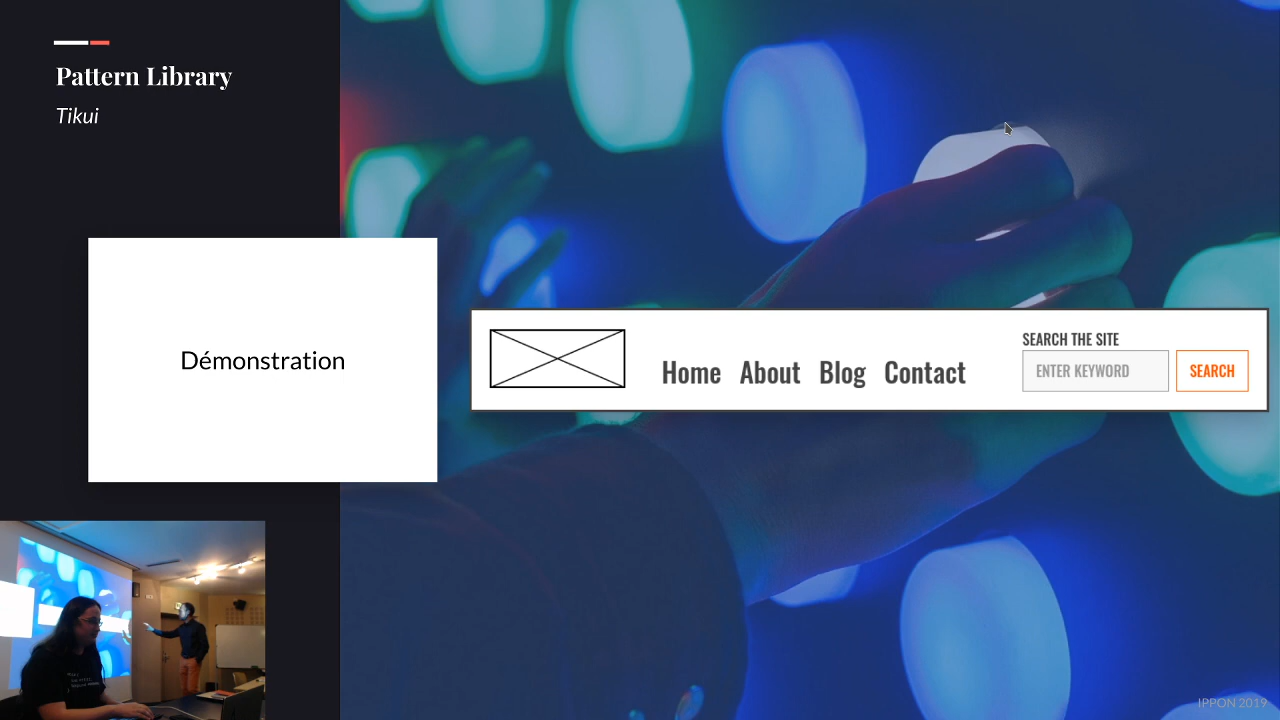 Pattern Library
Tikui
Démonstration
Home About Blog Contact
SEARCH THE SITE
ENTER KEYWORD
SEARCH
IPPON 2019